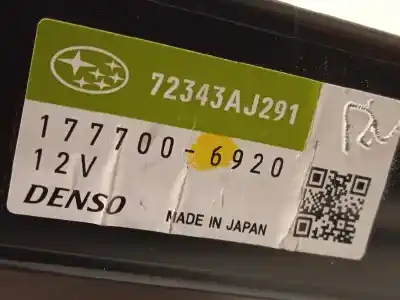 72343AJ291
177700-6920
12V
DENSO
MADE IN JAPAN